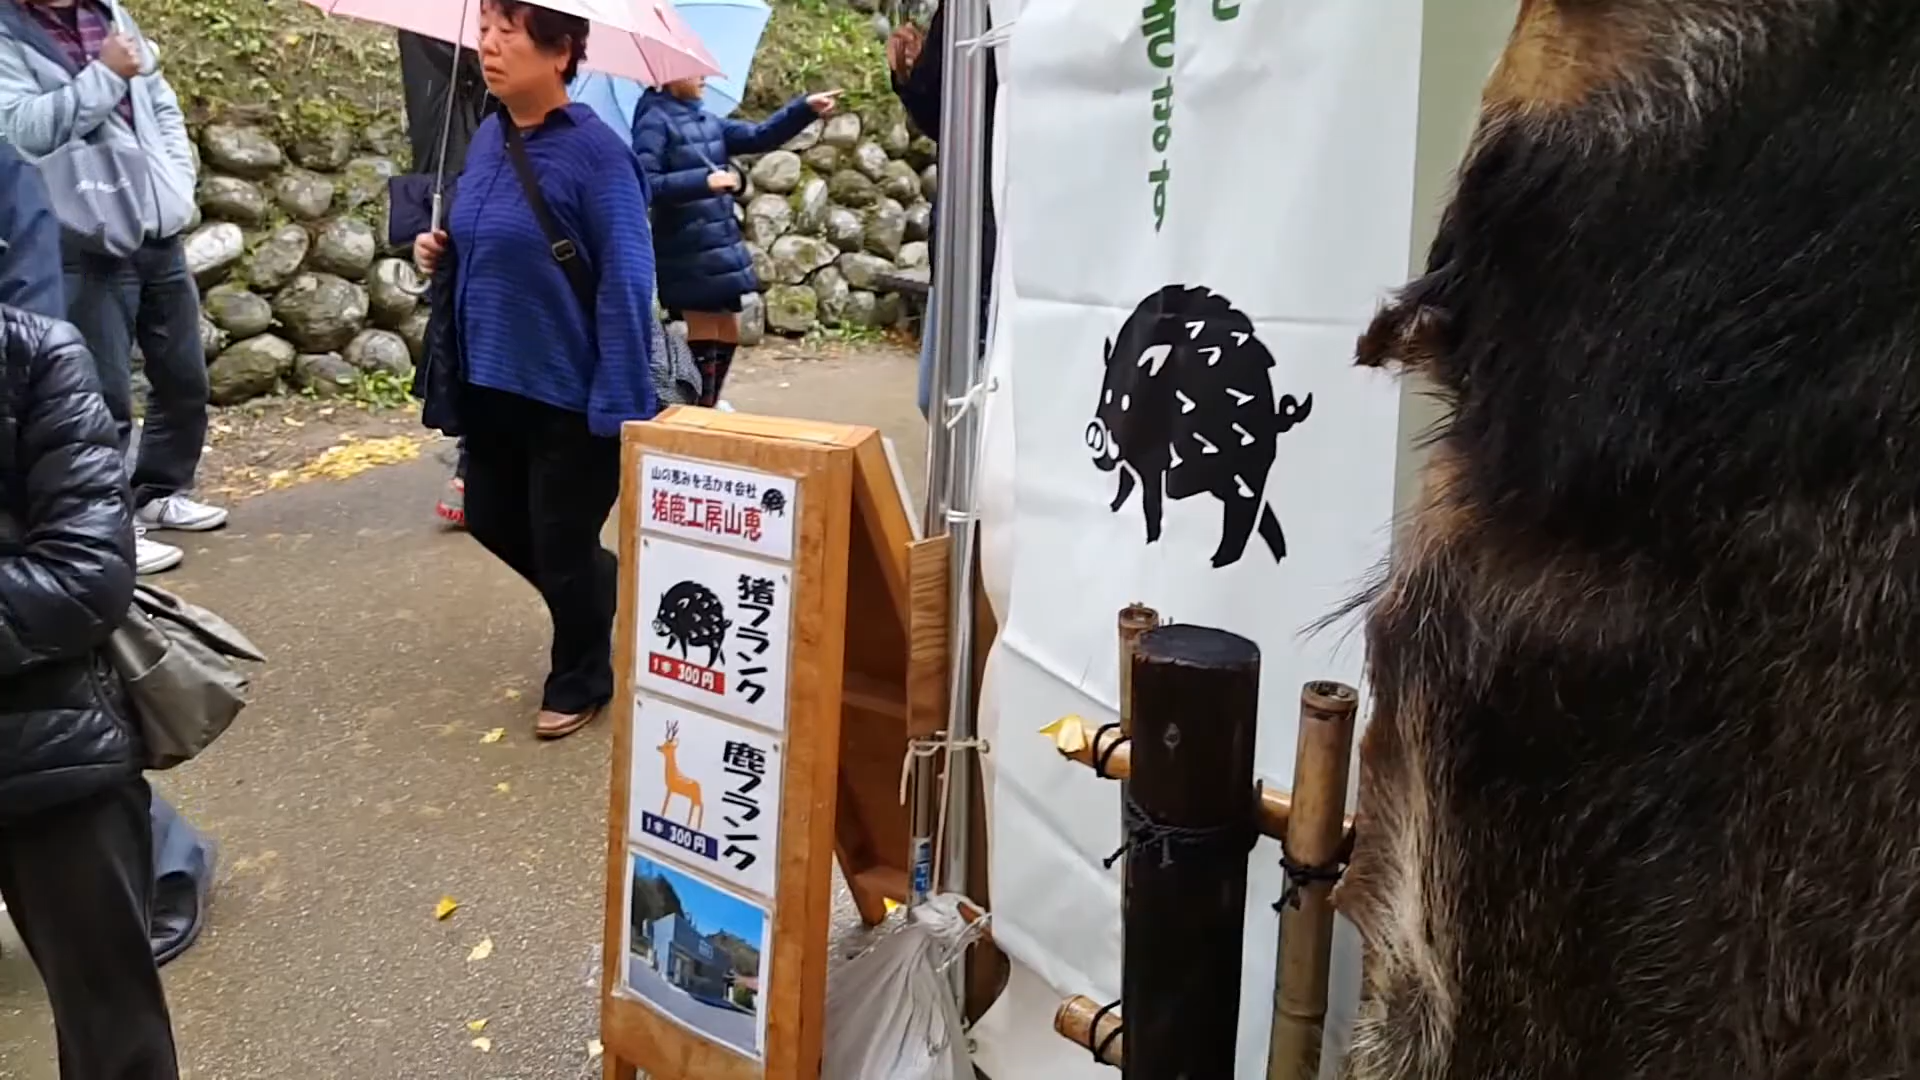 山の恵みを活かす会社
猪鹿工房山恵
猪フランク
1本 300円
鹿フランク
1本 300円